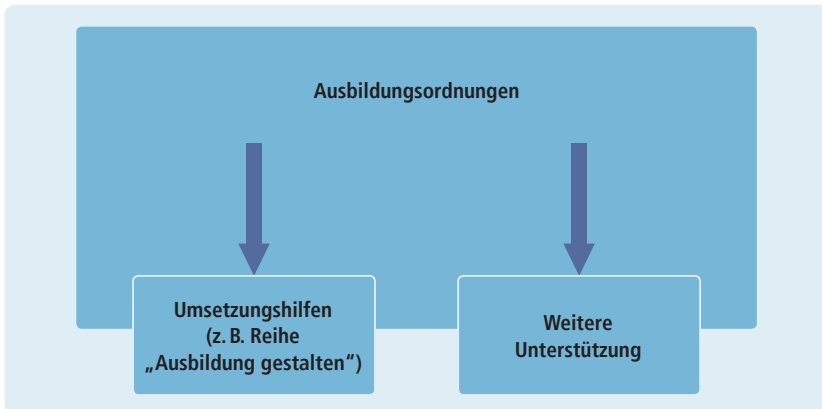 Ausbildungsordnungen
Umsetzungshilfen
(z. B. Reihe
„Ausbildung gestalten“)
Weitere
Unterstützung